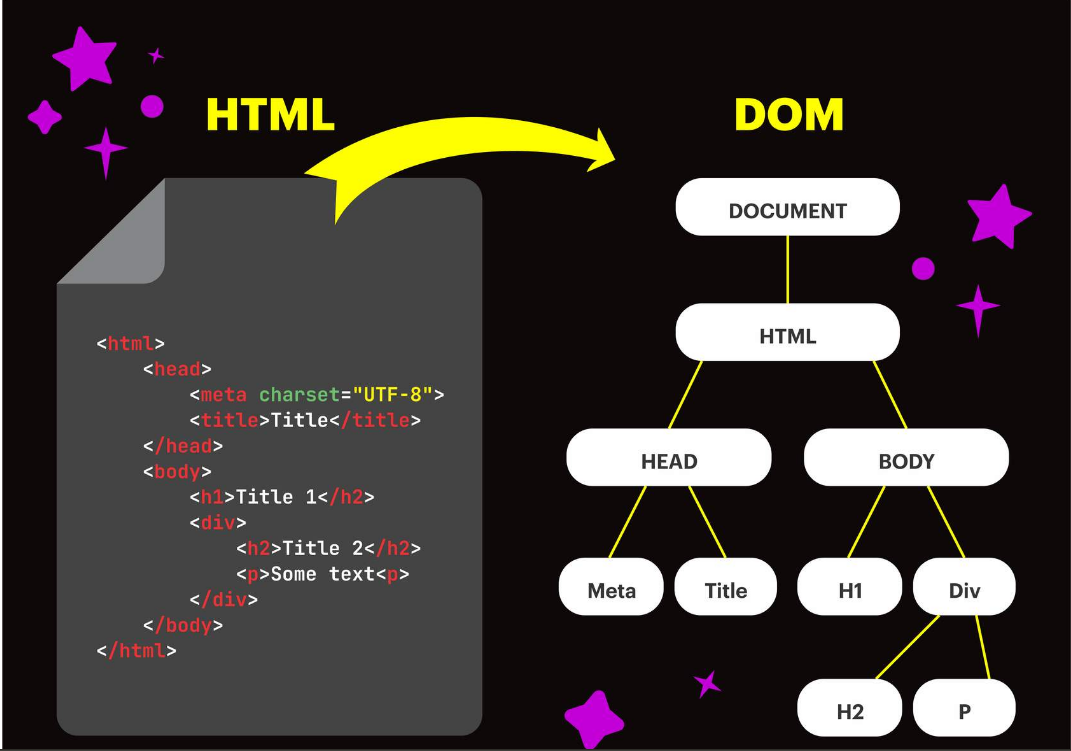 HTML
DOM
<html>
<head>
<meta charset="UTF-8">
<title>Title</title>
</head>
<body>
<h1>Title 1</h2>
<div>
<h2>Title 2</h2>
<p>Some text<p>
</div>
</body>
</html>
DOCUMENT
HTML
HEAD
BODY
Meta
Title
H1
Div
H2
P